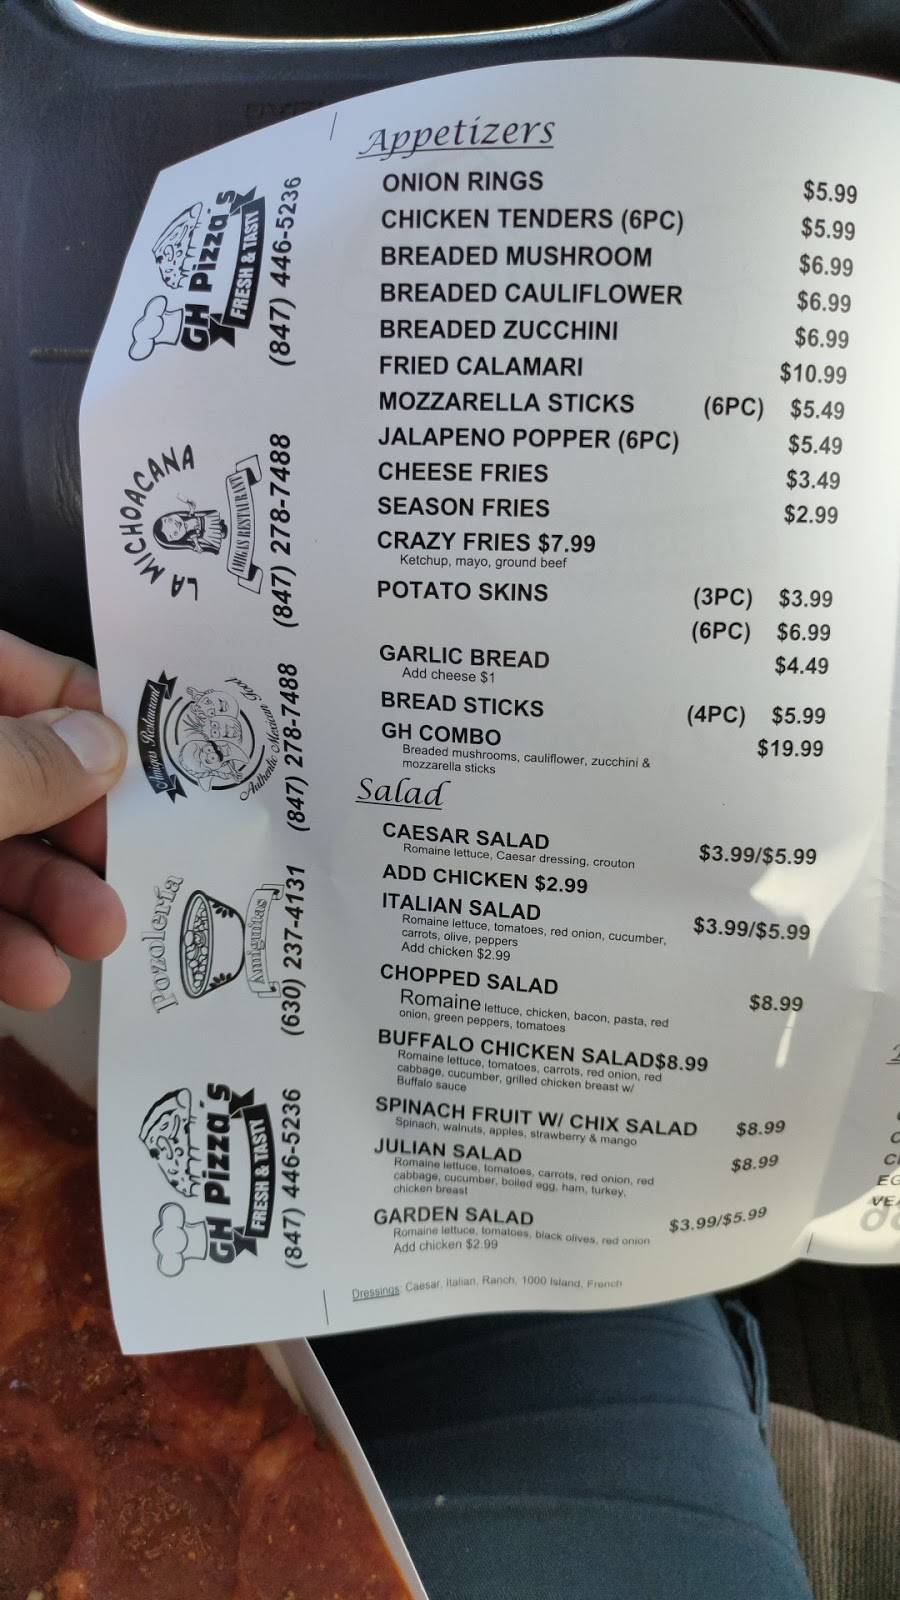 Appetizers
ONION RINGS $5.99
CHICKEN TENDERS (6PC) $5.99
BREADED MUSHROOM $6.99
BREADED CAULIFLOWER $6.99
BREADED ZUCCHINI $6.99
FRIED CALAMARI $10.99
MOZZARELLA STICKS (6PC) $5.49
JALAPENO POPPER (6PC) $5.49
CHEESE FRIES $3.49
SEASON FRIES $2.99
CRAZY FRIES $7.99
Ketchup, mayo, ground beef
POTATO SKINS (3PC) $3.99
(6PC) $6.99
GARLIC BREAD $4.49
Add cheese $1
BREAD STICKS (4PC) $5.99
GH COMBO $19.99
Breaded mushrooms, cauliflower, zucchini &
mozzarella sticks
Salad
CAESAR SALAD $3.99/$5.99
Romaine lettuce, Caesar dressing, crouton
ADD CHICKEN $2.99
ITALIAN SALAD $3.99/$5.99
Romaine lettuce, tomatoes, red onion, cucumber,
carrots, olive, peppers
Add chicken $2.99
CHOPPED SALAD $8.99
Romaine lettuce, chicken, bacon, pasta, red
onion, green peppers, tomatoes
BUFFALO CHICKEN SALAD$8.99
Romaine lettuce, tomatoes, carrots, red onion, red
cabbage, cucumber, grilled chicken breast w/
Buffalo sauce
SPINACH FRUIT W/ CHIX SALAD $8.99
Spinach, walnuts, apples, strawberry & mango
JULIAN SALAD $8.99
Romaine lettuce, tomatoes, carrots, red onion, red
cabbage, cucumber, boiled egg, ham, turkey,
chicken breast
GARDEN SALAD $3.99/$5.99
Romaine lettuce, tomatoes, black olives, red onion
Add chicken $2.99
Dressings: Caesar, Italian, Ranch, 1000 Island, French
GH Pizza's
FRESH & TASTY
(847) 446-5236
LA MICHOACANA
AMIGAS RESTAURANT
(847) 278-7488
Amigas Restaurant
Authentic Mexican food
(847) 278-7488
Pozoleria
Amiguitas
(630) 237-4131
GH Pizza's
FRESH & TASTY
(847) 446-5236